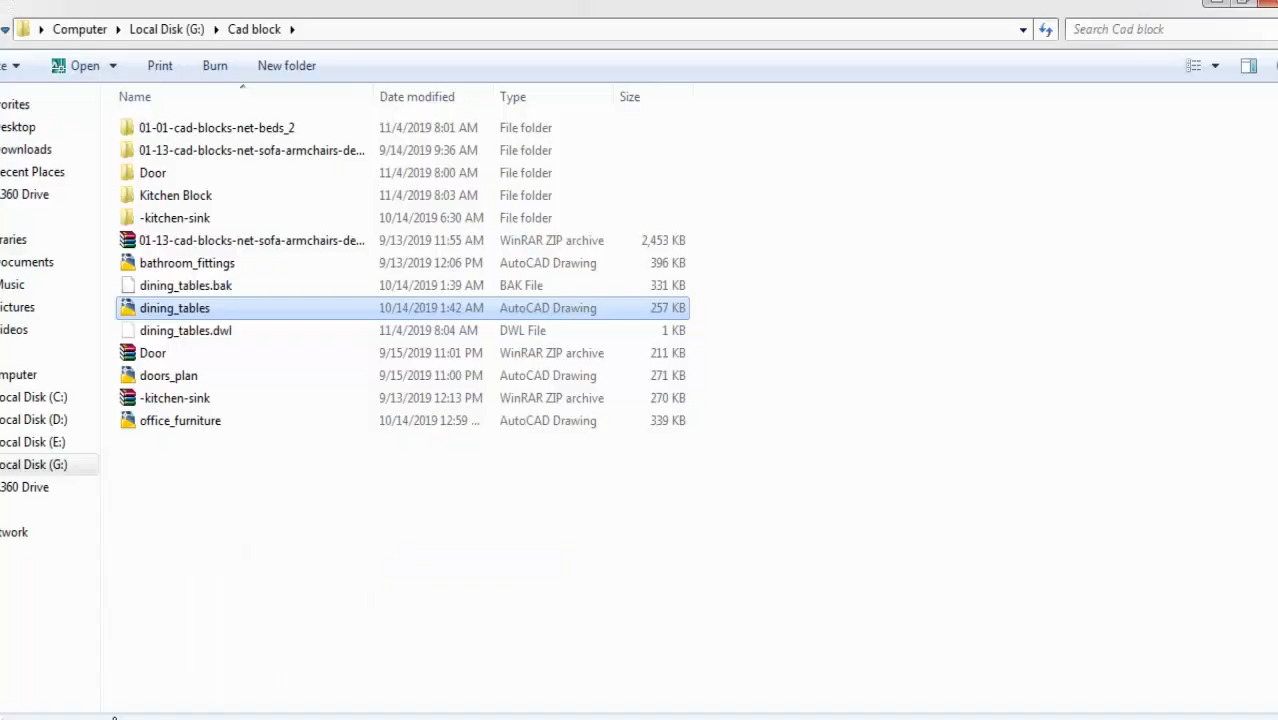 Computer Local Disk (G:) Cad block Search Cad block
Open Print Burn New folder
Name Date modified Type Size
orites
esktop
ownloads
ecent Places
360 Drive
raries
ocuments
Music
ictures
ideos
mputer
ocal Disk (C:)
ocal Disk (D:)
ocal Disk (E:)
ocal Disk (G:)
360 Drive
twork
01-01-cad-blocks-net-beds_2 11/4/2019 8:01 AM File folder
01-13-cad-blocks-net-sofa-armchairs-de... 9/14/2019 9:36 AM File folder
Door 11/4/2019 8:00 AM File folder
Kitchen Block 11/4/2019 8:03 AM File folder
-kitchen-sink 10/14/2019 6:30 AM File folder
01-13-cad-blocks-net-sofa-armchairs-de... 9/13/2019 11:55 AM WinRAR ZIP archive 2,453 KB
bathroom_fittings 9/13/2019 12:06 PM AutoCAD Drawing 396 KB
dining_tables.bak 10/14/2019 1:39 AM BAK File 331 KB
dining_tables 10/14/2019 1:42 AM AutoCAD Drawing 257 KB
dining_tables.dwl 11/4/2019 8:04 AM DWL File 1 KB
Door 9/15/2019 11:01 PM WinRAR ZIP archive 211 KB
doors_plan 9/15/2019 11:00 PM AutoCAD Drawing 271 KB
-kitchen-sink 9/13/2019 12:13 PM WinRAR ZIP archive 270 KB
office_furniture 10/14/2019 12:59 ... AutoCAD Drawing 339 KB